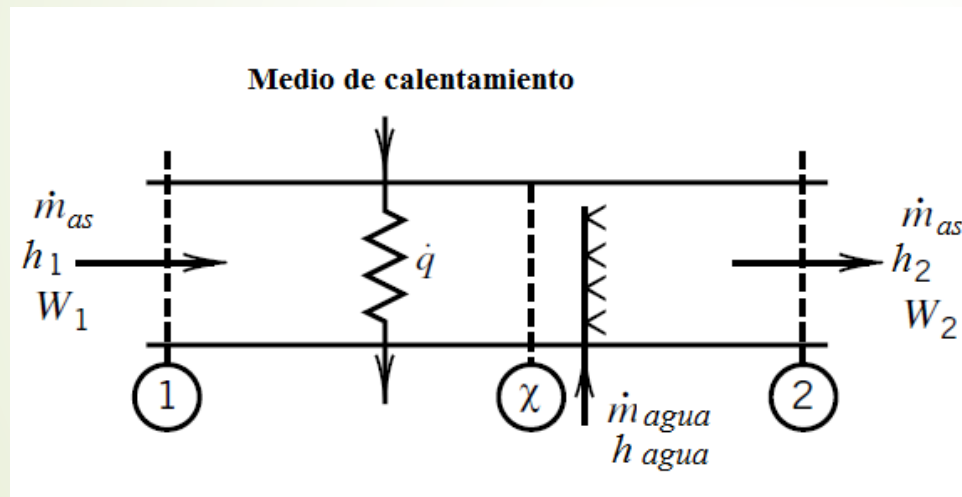 Medio de calentamiento
ṁas
h1
W1
q̇
ṁas
h2
W2
1
χ
2
ṁagua
hagua